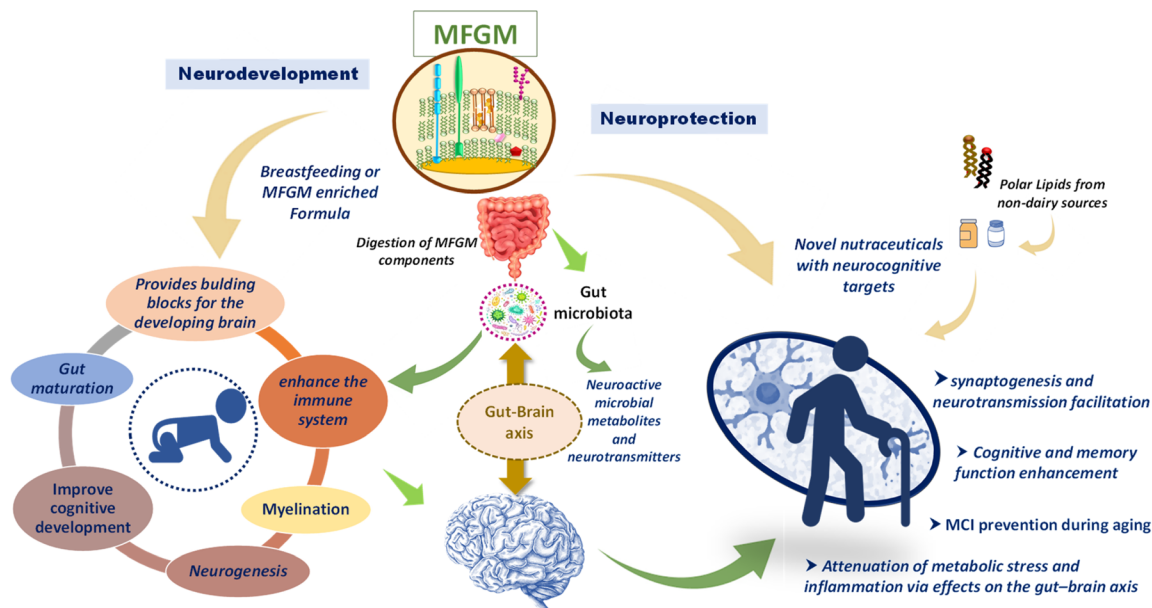 MFGM
Neurodevelopment
Neuroprotection
Breastfeeding or
MFGM enriched
Formula
Digestion of MFGM
components
Polar Lipids from
non-dairy sources
Novel nutraceuticals
with neurocognitive
targets
Gut
microbiota
Provides bulding
blocks for the
developing brain
Gut
maturation
enhance the
immune
system
Improve
cognitive
development
Myelination
Neurogenesis
Gut-Brain
axis
Neuroactive
microbial
metabolites
and
neurotransmitters
➤ synaptogenesis and
neurotransmission facilitation
➤ Cognitive and memory
function enhancement
➤ MCI prevention during aging
➤ Attenuation of metabolic stress and
inflammation via effects on the gut–brain axis